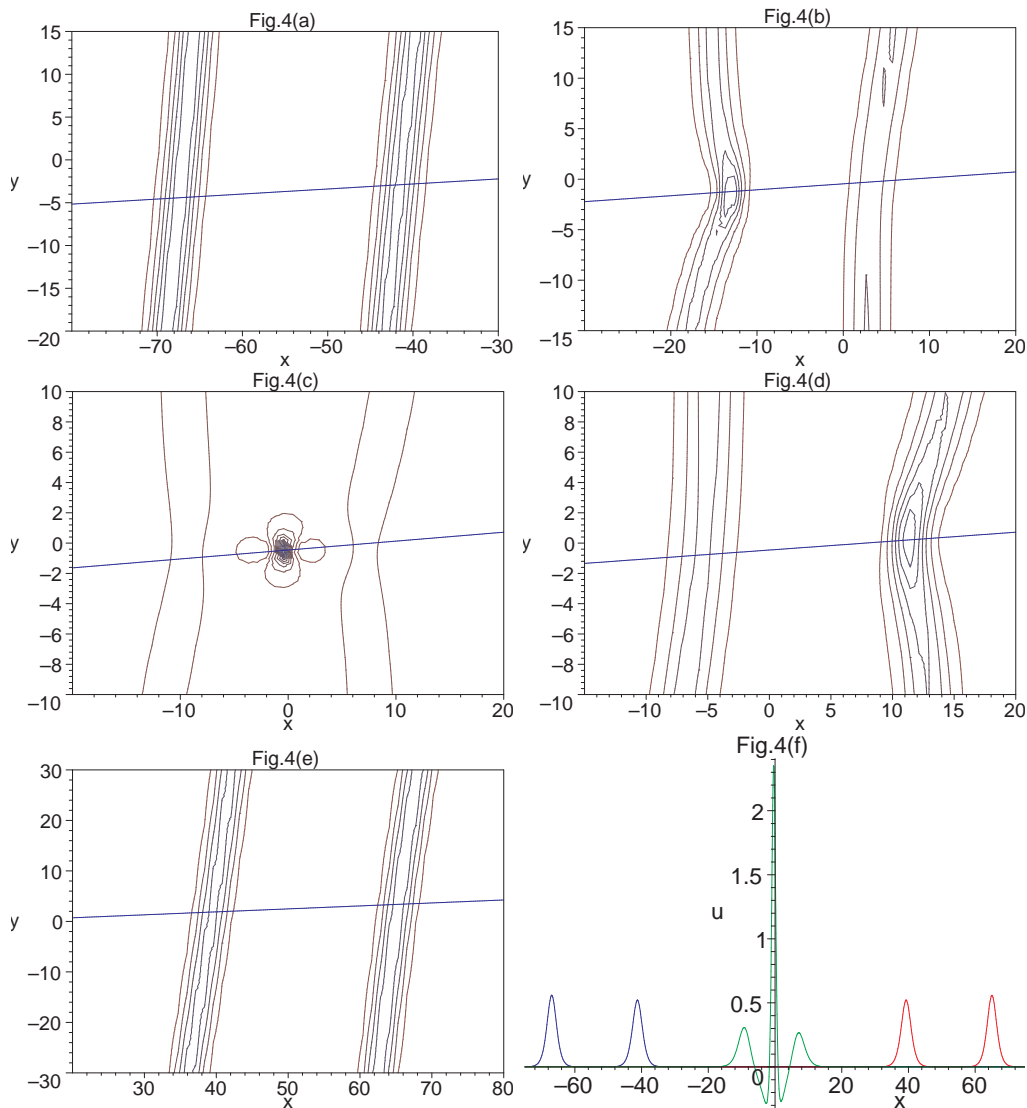 Fig.4(a)
15
10
5
0
y
–5
–10
–15
–20
–70 –60 –50 –40 –30
x
Fig.4(b)
15
10
5
0
y
–5
–10
–15
–20 –10 0 10 20
x
Fig.4(c)
10
8
6
4
2
y 0
–2
–4
–6
–8
–10
–10 0 10 20
x
Fig.4(d)
10
8
6
4
2
y 0
–2
–4
–6
–8
–10
–10 –5 0 5 10 15 20
x
Fig.4(e)
30
20
10
y 0
–10
–20
–30
30 40 50 60 70 80
x
Fig.4(f)
2
1.5
u
1
0.5
–60 –40 –20 0 20 40 60
x